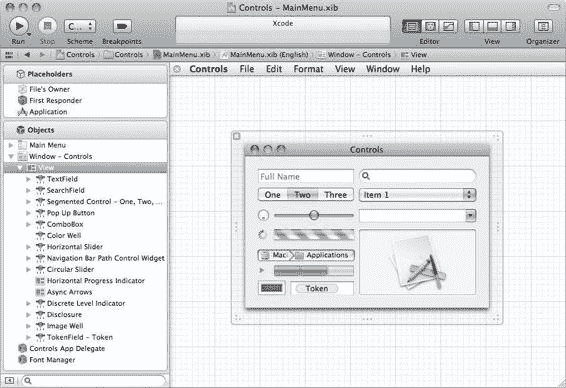 Controls – MainMenu.xib
Xcode
C...
Run
Stop
Scheme
Breakpoints
Editor
View
Organizer
Controls
Controls
MainMenu.xib
MainMenu.xib (English)
Window – Controls
View
Placeholders
File's Owner
First Responder
Application
Objects
Main Menu
Window – Controls
View
TextField
SearchField
Segmented Control – One, Two, ...
Pop Up Button
ComboBox
Color Well
Horizontal Slider
Navigation Bar Path Control Widget
Circular Slider
Horizontal Progress Indicator
Async Arrows
Discrete Level Indicator
Disclosure
Image Well
TokenField – Token
Controls App Delegate
Font Manager
Controls File Edit Format View Window Help
Controls
Full Name
One Two Three
Item 1
Mac
Applications
Token